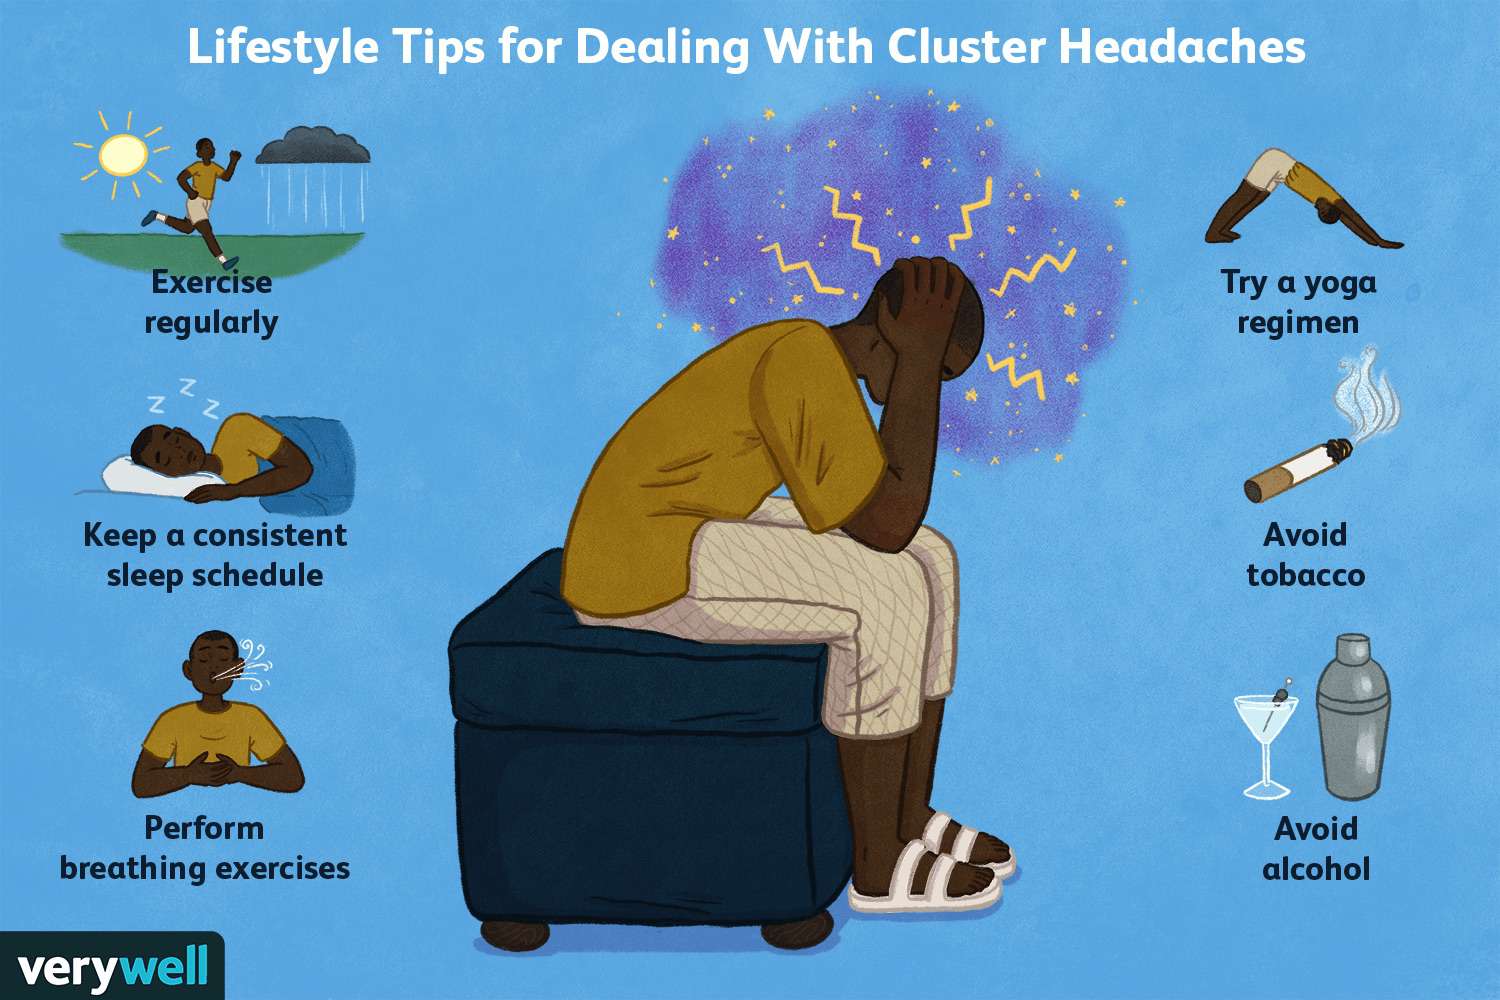 Lifestyle Tips for Dealing With Cluster Headaches
Exercise
regularly
Z Z Z
Keep a consistent
sleep schedule
Perform
breathing exercises
Try a yoga
regimen
Avoid
tobacco
Avoid
alcohol
verywell